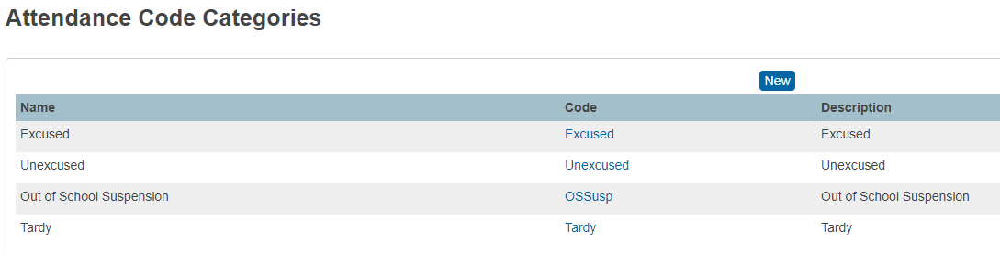 Attendance Code Categories
New
Name Code Description
Excused Excused Excused
Unexcused Unexcused Unexcused
Out of School Suspension OSSusp Out of School Suspension
Tardy Tardy Tardy